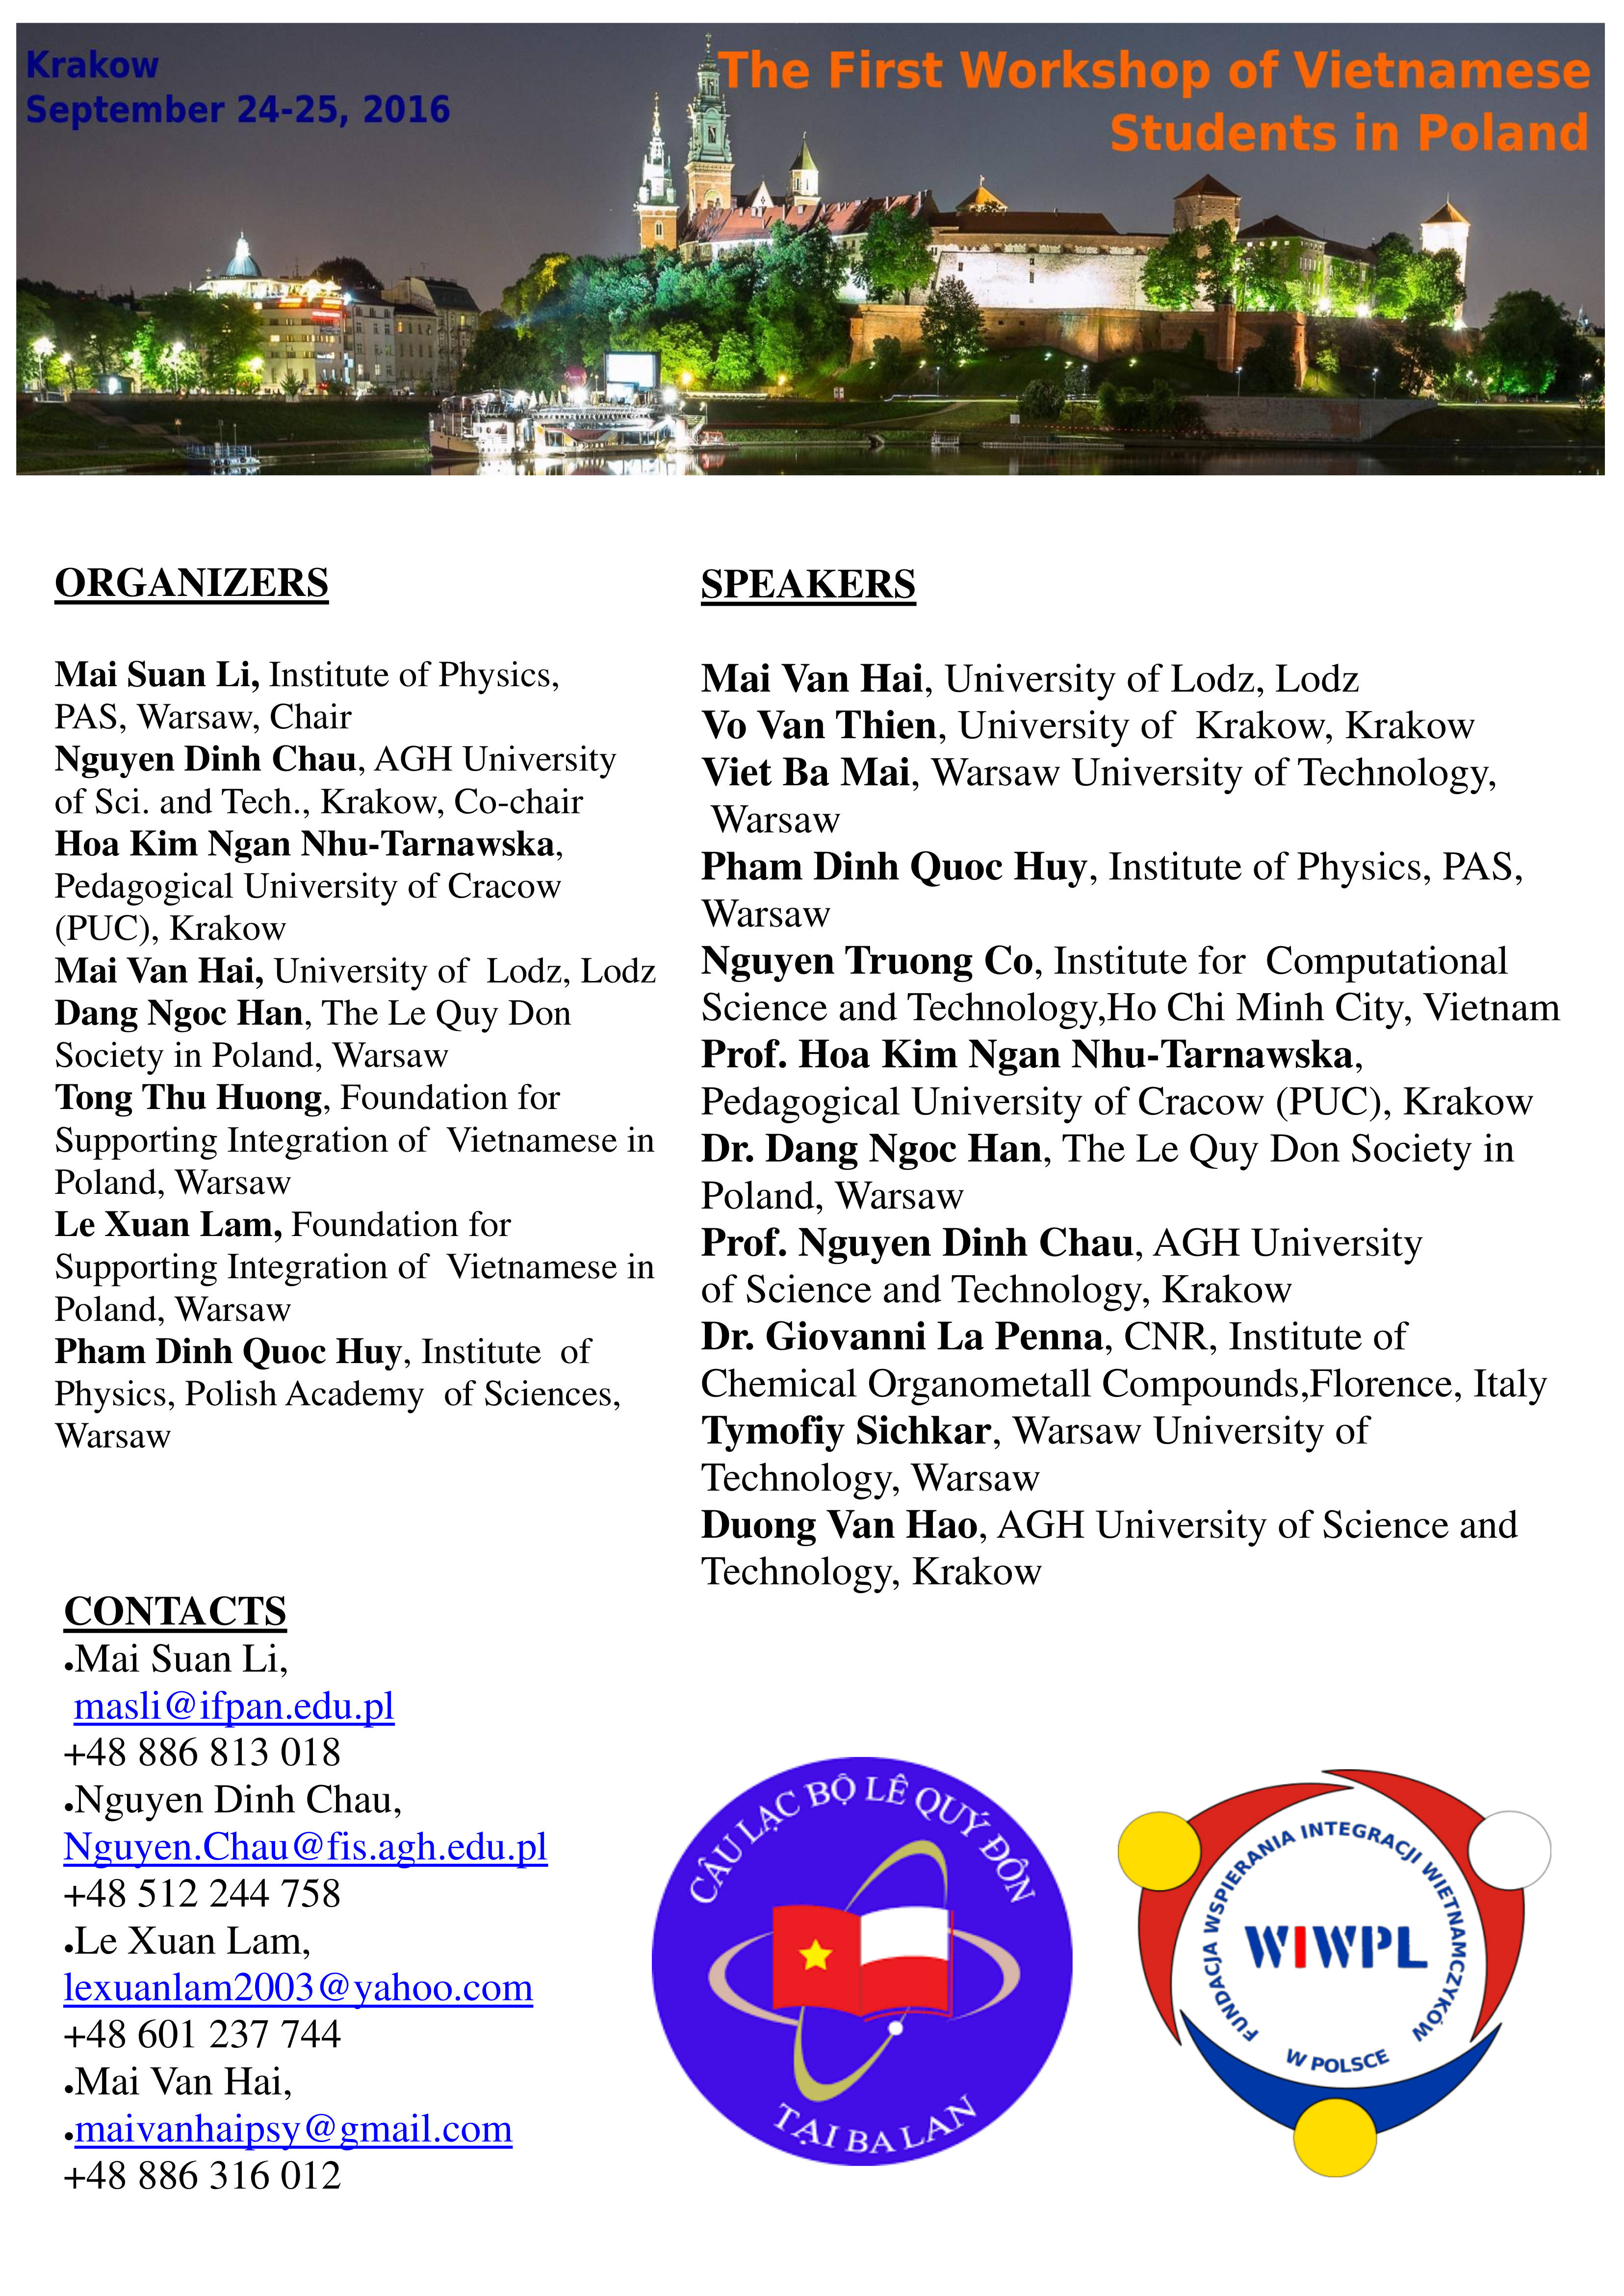 Krakow
September 24-25, 2016
The First Workshop of Vietnamese
Students in Poland
ORGANIZERS
Mai Suan Li, Institute of Physics,
PAS, Warsaw, Chair
Nguyen Dinh Chau, AGH University
of Sci. and Tech., Krakow, Co-chair
Hoa Kim Ngan Nhu-Tarnawska,
Pedagogical University of Cracow
(PUC), Krakow
Mai Van Hai, University of Lodz, Lodz
Dang Ngoc Han, The Le Quy Don
Society in Poland, Warsaw
Tong Thu Huong, Foundation for
Supporting Integration of Vietnamese in
Poland, Warsaw
Le Xuan Lam, Foundation for
Supporting Integration of Vietnamese in
Poland, Warsaw
Pham Dinh Quoc Huy, Institute of
Physics, Polish Academy of Sciences,
Warsaw
SPEAKERS
Mai Van Hai, University of Lodz, Lodz
Vo Van Thien, University of Krakow, Krakow
Viet Ba Mai, Warsaw University of Technology,
Warsaw
Pham Dinh Quoc Huy, Institute of Physics, PAS,
Warsaw
Nguyen Truong Co, Institute for Computational
Science and Technology,Ho Chi Minh City, Vietnam
Prof. Hoa Kim Ngan Nhu-Tarnawska,
Pedagogical University of Cracow (PUC), Krakow
Dr. Dang Ngoc Han, The Le Quy Don Society in
Poland, Warsaw
Prof. Nguyen Dinh Chau, AGH University
of Science and Technology, Krakow
Dr. Giovanni La Penna, CNR, Institute of
Chemical Organometall Compounds,Florence, Italy
Tymofiy Sichkar, Warsaw University of
Technology, Warsaw
Duong Van Hao, AGH University of Science and
Technology, Krakow
CONTACTS
•Mai Suan Li,
masli@ifpan.edu.pl
+48 886 813 018
•Nguyen Dinh Chau,
Nguyen.Chau@fis.agh.edu.pl
+48 512 244 758
•Le Xuan Lam,
lexuanlam2003@yahoo.com
+48 601 237 744
•Mai Van Hai,
•maivanhaipsy@gmail.com
+48 886 316 012
CÂU LẠC BỘ LÊ QUÝ ĐÔN
TẠI BA LAN
FUNDACJA WSPIERANIA INTEGRACJI WIETNAMCZYKÓW
WIWPL
W POLSCE